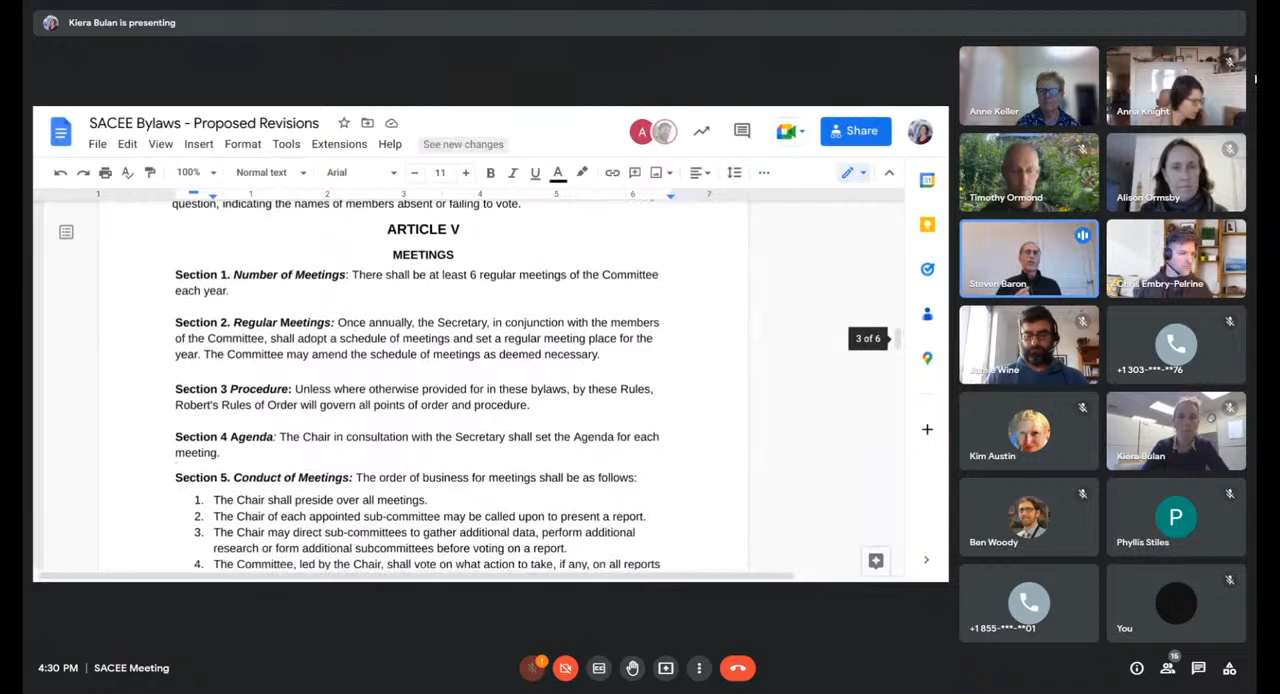 Kiera Bulan is presenting
SACEE Bylaws - Proposed Revisions
File Edit View Insert Format Tools Extensions Help See new changes
A
Share
100% Normal text Arial − 11 + B I U A
1 1 2 3 4 5 6 7
question, indicating the names of members absent or failing to vote.
ARTICLE V
MEETINGS
Section 1. Number of Meetings: There shall be at least 6 regular meetings of the Committee
each year.
Section 2. Regular Meetings: Once annually, the Secretary, in conjunction with the members
of the Committee, shall adopt a schedule of meetings and set a regular meeting place for the
year. The Committee may amend the schedule of meetings as deemed necessary.
Section 3 Procedure: Unless where otherwise provided for in these bylaws, by these Rules,
Robert's Rules of Order will govern all points of order and procedure.
Section 4 Agenda: The Chair in consultation with the Secretary shall set the Agenda for each
meeting.
Section 5. Conduct of Meetings: The order of business for meetings shall be as follows:
1. The Chair shall preside over all meetings.
2. The Chair of each appointed sub-committee may be called upon to present a report.
3. The Chair may direct sub-committees to gather additional data, perform additional
research or form additional subcommittees before voting on a report.
4. The Committee, led by the Chair, shall vote on what action to take, if any, on all reports
3 of 6
Anne Keller
Anna Knight
Timothy Ormond
Alison Ormsby
Steven Baron
Chris Embry-Pelrine
Jamie Wine
+1 303-***-**76
Kim Austin
Kiera Bulan
Ben Woody
P
Phyllis Stiles
+1 855-***-**01
You
4:30 PM | SACEE Meeting
!
15